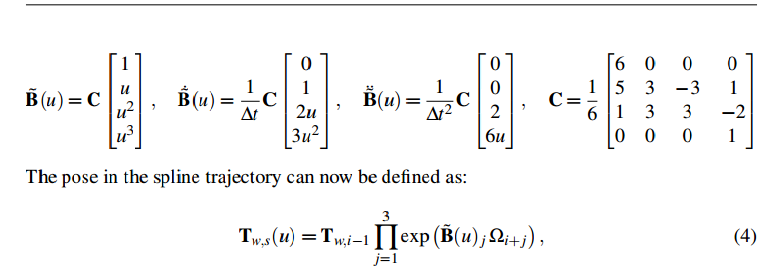 B̃(u) = C [1 u u² u³], B̃̇(u) = 1/Δt C [0 1 2u 3u²], B̃̈(u) = 1/Δt² C [0 0 2 6u], C = 1/6 [6 0 0 0; 5 3 −3 1; 1 3 3 −2; 0 0 0 1]
The pose in the spline trajectory can now be defined as:
T_{w,s}(u) = T_{w,i−1} ∏_{j=1}^{3} exp(B̃(u)_j Ω_{i+j}), (4)